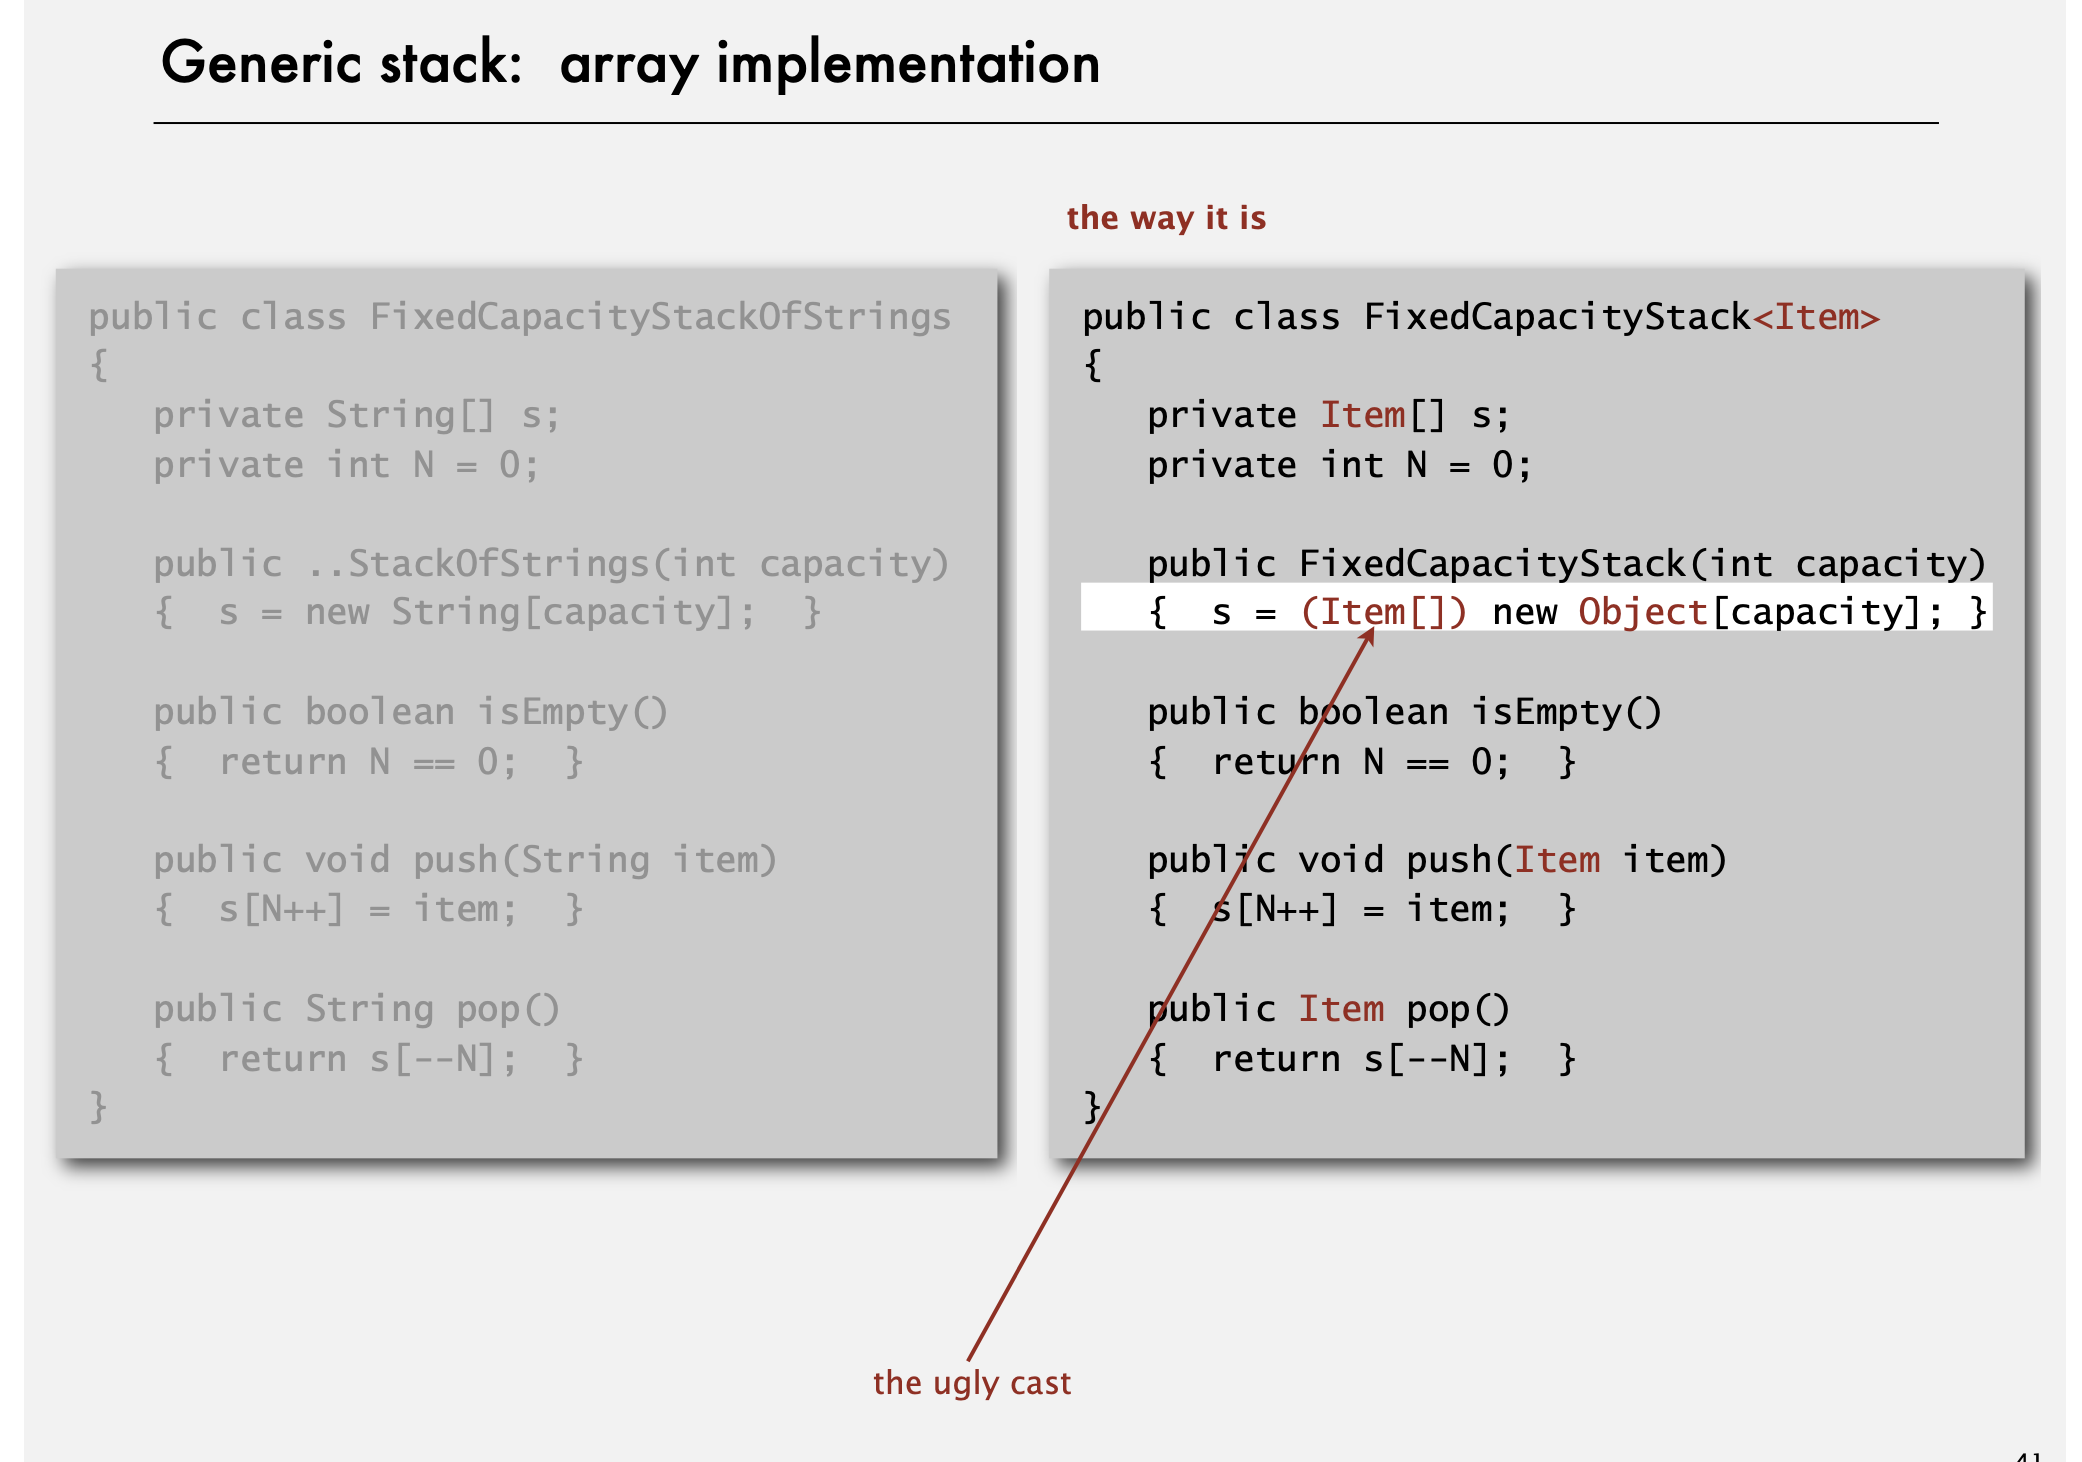 Generic stack: array implementation
the way it is
public class FixedCapacityStackOfStrings
{
private String[] s;
private int N = 0;
public ..StackOfStrings(int capacity)
{ s = new String[capacity]; }
public boolean isEmpty()
{ return N == 0; }
public void push(String item)
{ s[N++] = item; }
public String pop()
{ return s[--N]; }
}
public class FixedCapacityStack<Item>
{
private Item[] s;
private int N = 0;
public FixedCapacityStack(int capacity)
{ s = (Item[]) new Object[capacity]; }
public boolean isEmpty()
{ return N == 0; }
public void push(Item item)
{ s[N++] = item; }
public Item pop()
{ return s[--N]; }
}
the ugly cast
41